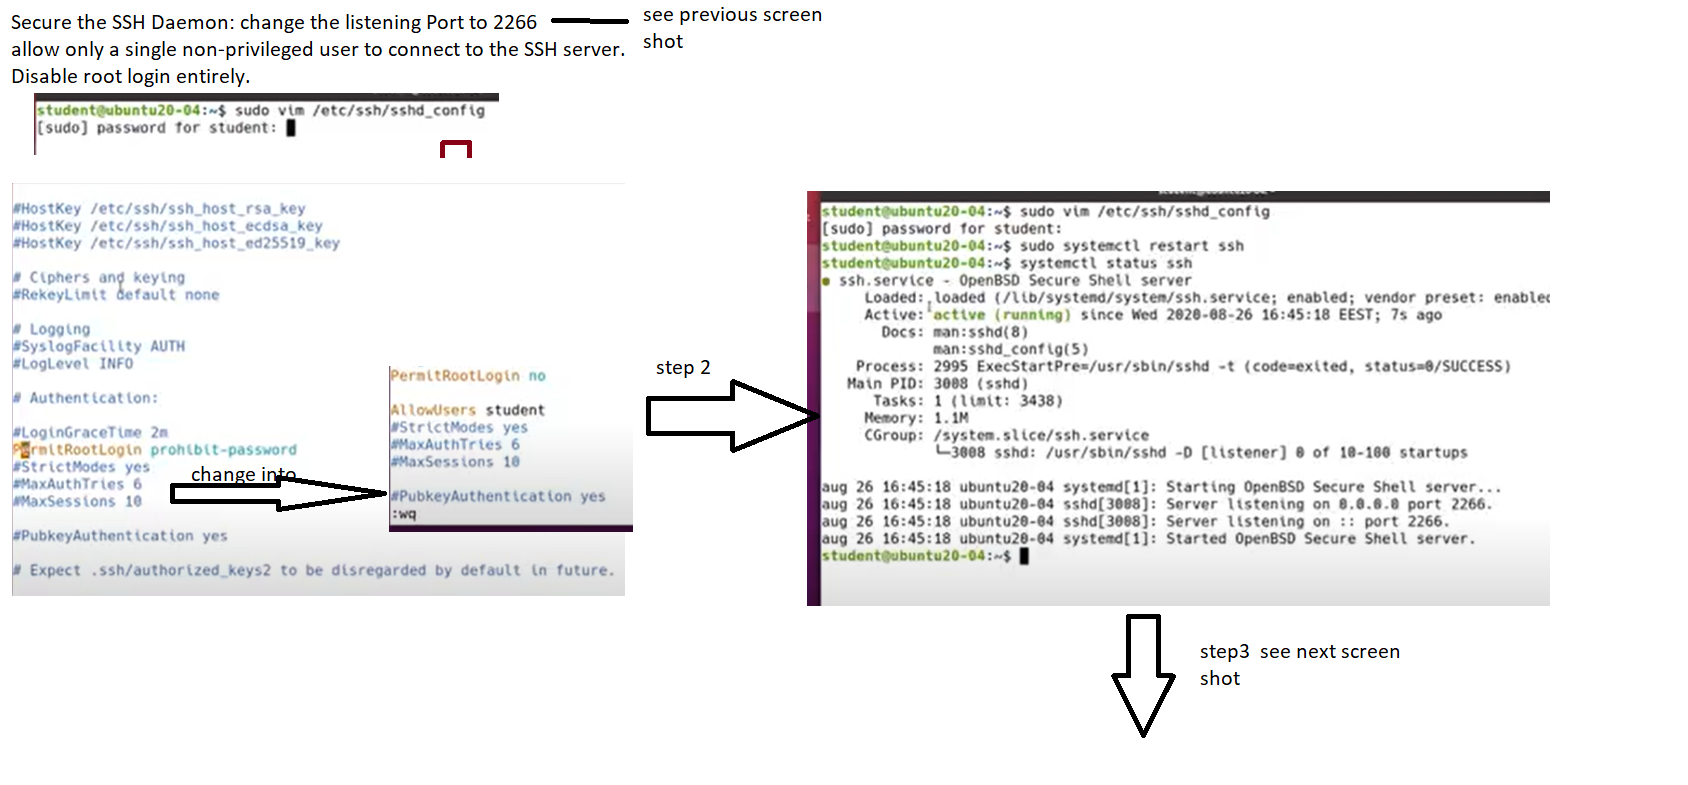 Secure the SSH Daemon: change the listening Port to 2266
allow only a single non-privileged user to connect to the SSH server.
Disable root login entirely.
see previous screen
shot
student@ubuntu20-04:~$ sudo vim /etc/ssh/sshd_config
[sudo] password for student:
#HostKey /etc/ssh/ssh_host_rsa_key
#HostKey /etc/ssh/ssh_host_ecdsa_key
#HostKey /etc/ssh/ssh_host_ed25519_key
# Ciphers and keying
#RekeyLimit default none
# Logging
#SyslogFacility AUTH
#LogLevel INFO
# Authentication:
#LoginGraceTime 2m
PermitRootLogin prohibit-password
#StrictModes yes
#MaxAuthTries 6
#MaxSessions 10
#PubkeyAuthentication yes
# Expect .ssh/authorized_keys2 to be disregarded by default in future.
change into
PermitRootLogin no
AllowUsers student
#StrictModes yes
#MaxAuthTries 6
#MaxSessions 10
#PubkeyAuthentication yes
:wq
step 2
student@ubuntu20-04:~$ sudo vim /etc/ssh/sshd_config
[sudo] password for student:
student@ubuntu20-04:~$ sudo systemctl restart ssh
student@ubuntu20-04:~$ systemctl status ssh
● ssh.service - OpenBSD Secure Shell server
Loaded: loaded (/lib/systemd/system/ssh.service; enabled; vendor preset: enabled
Active: active (running) since Wed 2020-08-26 16:45:18 EEST; 7s ago
Docs: man:sshd(8)
man:sshd_config(5)
Process: 2995 ExecStartPre=/usr/sbin/sshd -t (code=exited, status=0/SUCCESS)
Main PID: 3008 (sshd)
Tasks: 1 (limit: 3438)
Memory: 1.1M
CGroup: /system.slice/ssh.service
└─3008 sshd: /usr/sbin/sshd -D [listener] 0 of 10-100 startups
aug 26 16:45:18 ubuntu20-04 systemd[1]: Starting OpenBSD Secure Shell server...
aug 26 16:45:18 ubuntu20-04 sshd[3008]: Server listening on 0.0.0.0 port 2266.
aug 26 16:45:18 ubuntu20-04 sshd[3008]: Server listening on :: port 2266.
aug 26 16:45:18 ubuntu20-04 systemd[1]: Started OpenBSD Secure Shell server.
student@ubuntu20-04:~$
step3 see next screen
shot